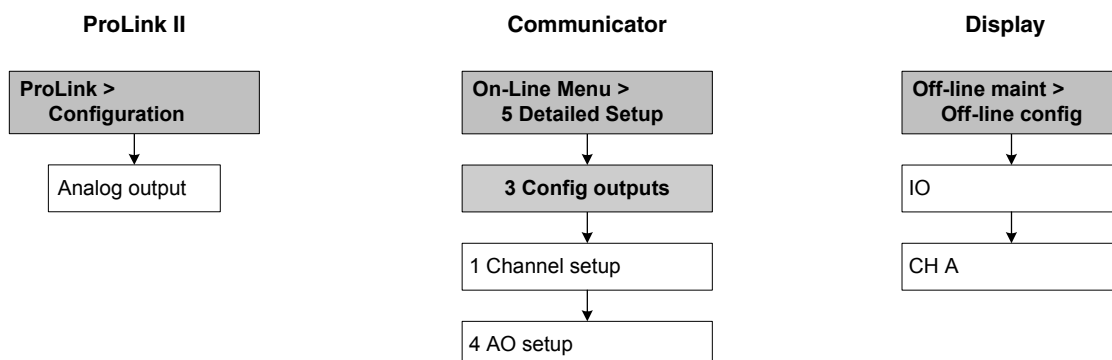 ProLink II
ProLink >
Configuration
Analog output
Communicator
On-Line Menu >
5 Detailed Setup
3 Config outputs
1 Channel setup
4 AO setup
Display
Off-line maint >
Off-line config
IO
CH A